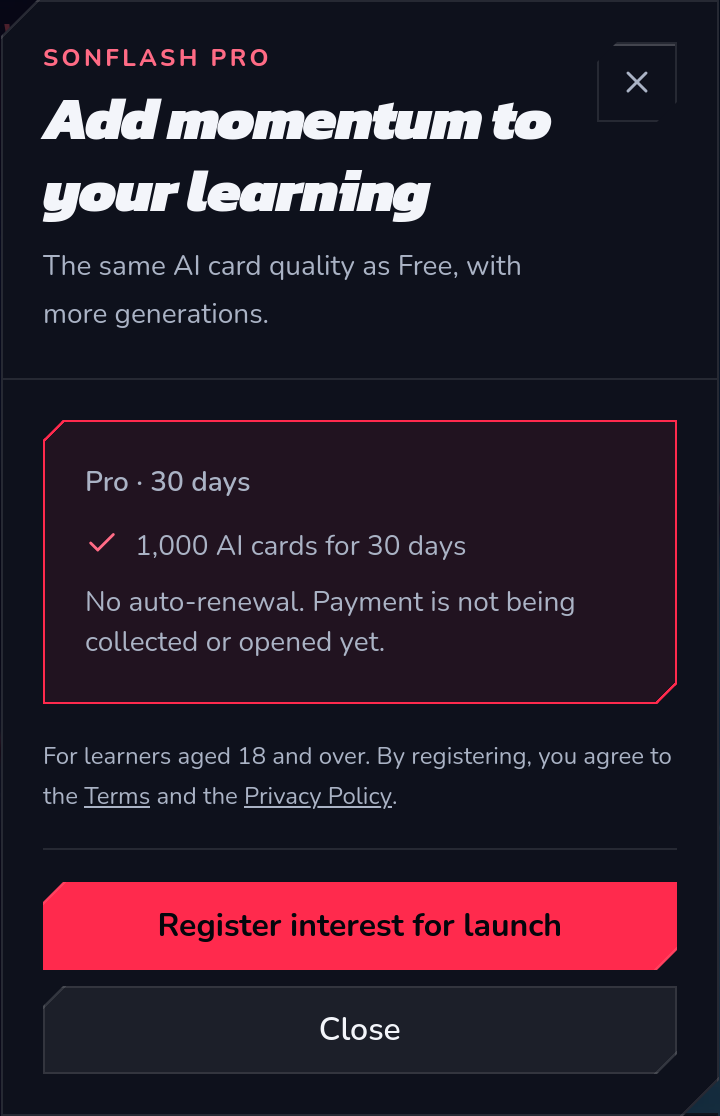 SONFLASH PRO
Add momentum to
your learning
The same AI card quality as Free, with
more generations.
Pro · 30 days
1,000 AI cards for 30 days
No auto-renewal. Payment is not being
collected or opened yet.
For learners aged 18 and over. By registering, you agree to
the Terms and the Privacy Policy.
Register interest for launch
Close